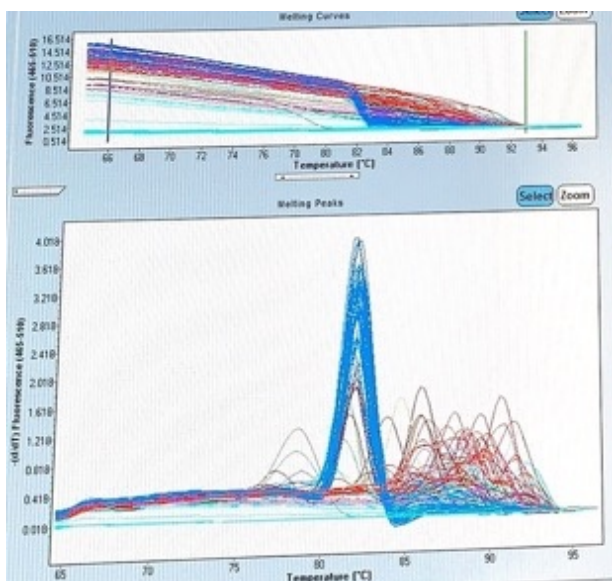 Select Zoom
Melting Curves
Fluorescence (465-510)
16.514
14.514
12.514
10.514
8.514
6.514
4.514
2.514
0.514
66 68 70 72 74 76 78 80 82 84 86 88 90 92 94 96
Temperature [°C]
Melting Peaks
Select Zoom
-(d/dT) Fluorescence (465-510)
4.018
3.618
3.218
2.818
2.418
2.018
1.618
1.218
0.818
0.418
0.018
65 70 75 80 85 90 95
Temperature [°C]